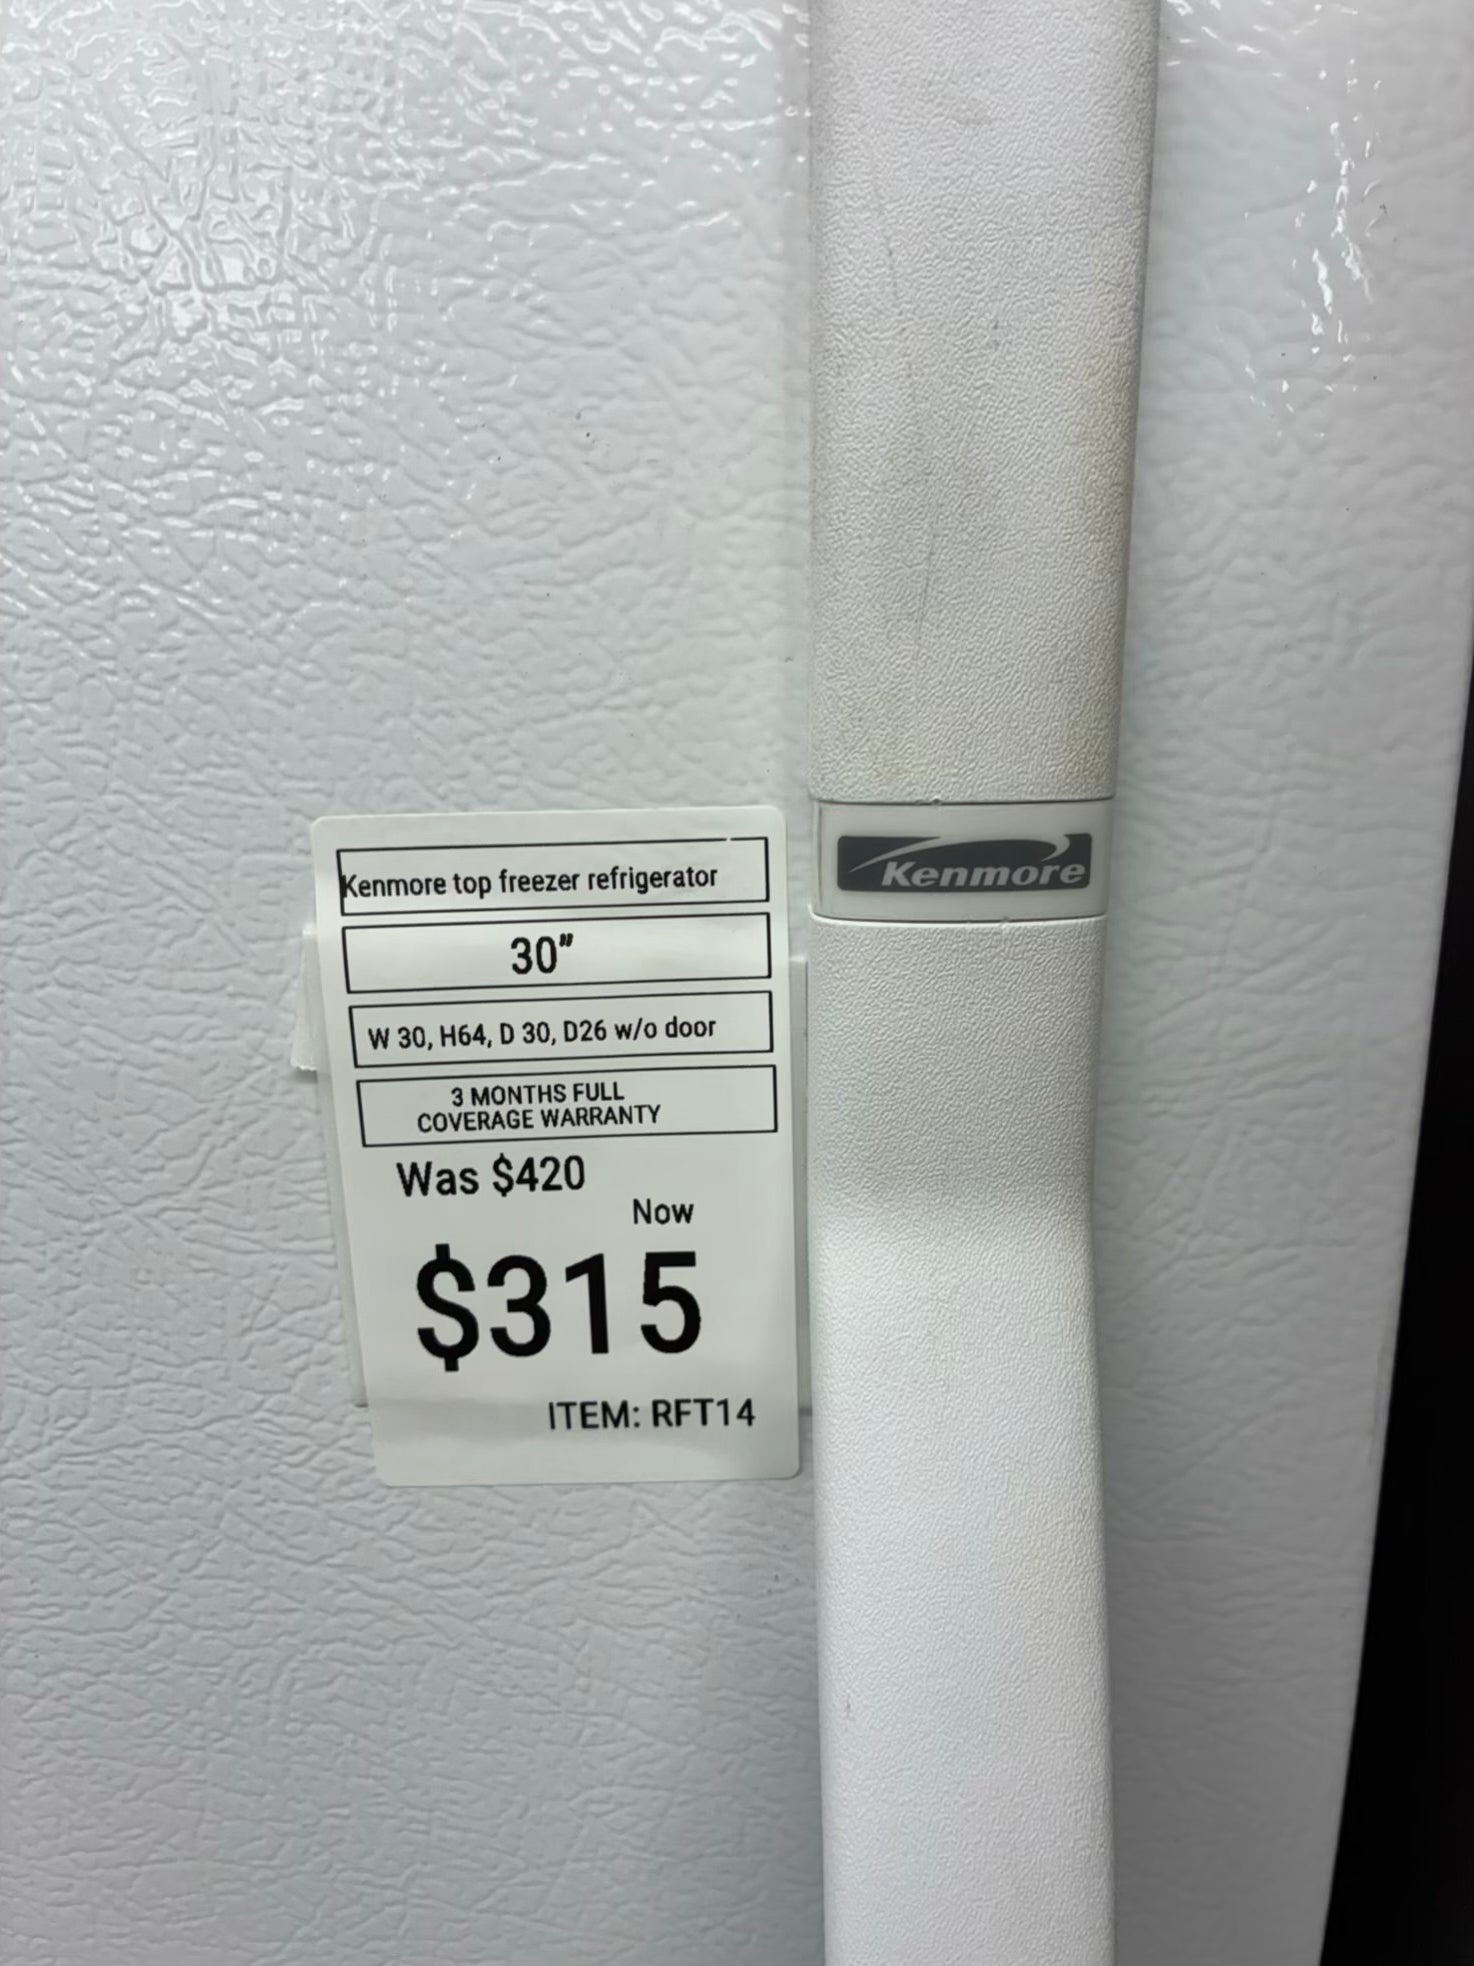 Kenmore top freezer refrigerator
30"
W 30, H64, D 30, D26 w/o door
3 MONTHS FULL
COVERAGE WARRANTY
Was $420
Now
$315
ITEM: RFT14
Kenmore